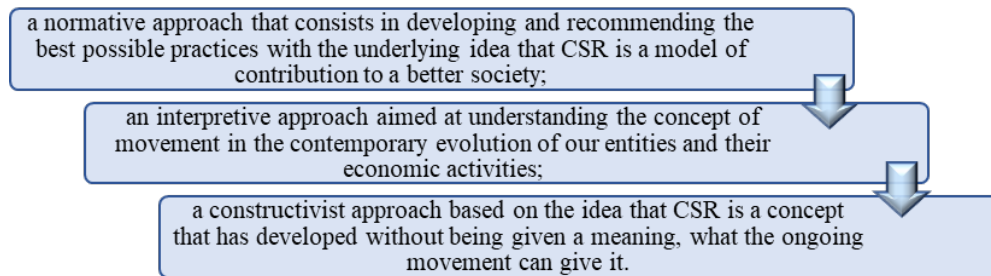 a normative approach that consists in developing and recommending the
best possible practices with the underlying idea that CSR is a model of
contribution to a better society;
an interpretive approach aimed at understanding the concept of
movement in the contemporary evolution of our entities and their
economic activities;
a constructivist approach based on the idea that CSR is a concept
that has developed without being given a meaning, what the ongoing
movement can give it.